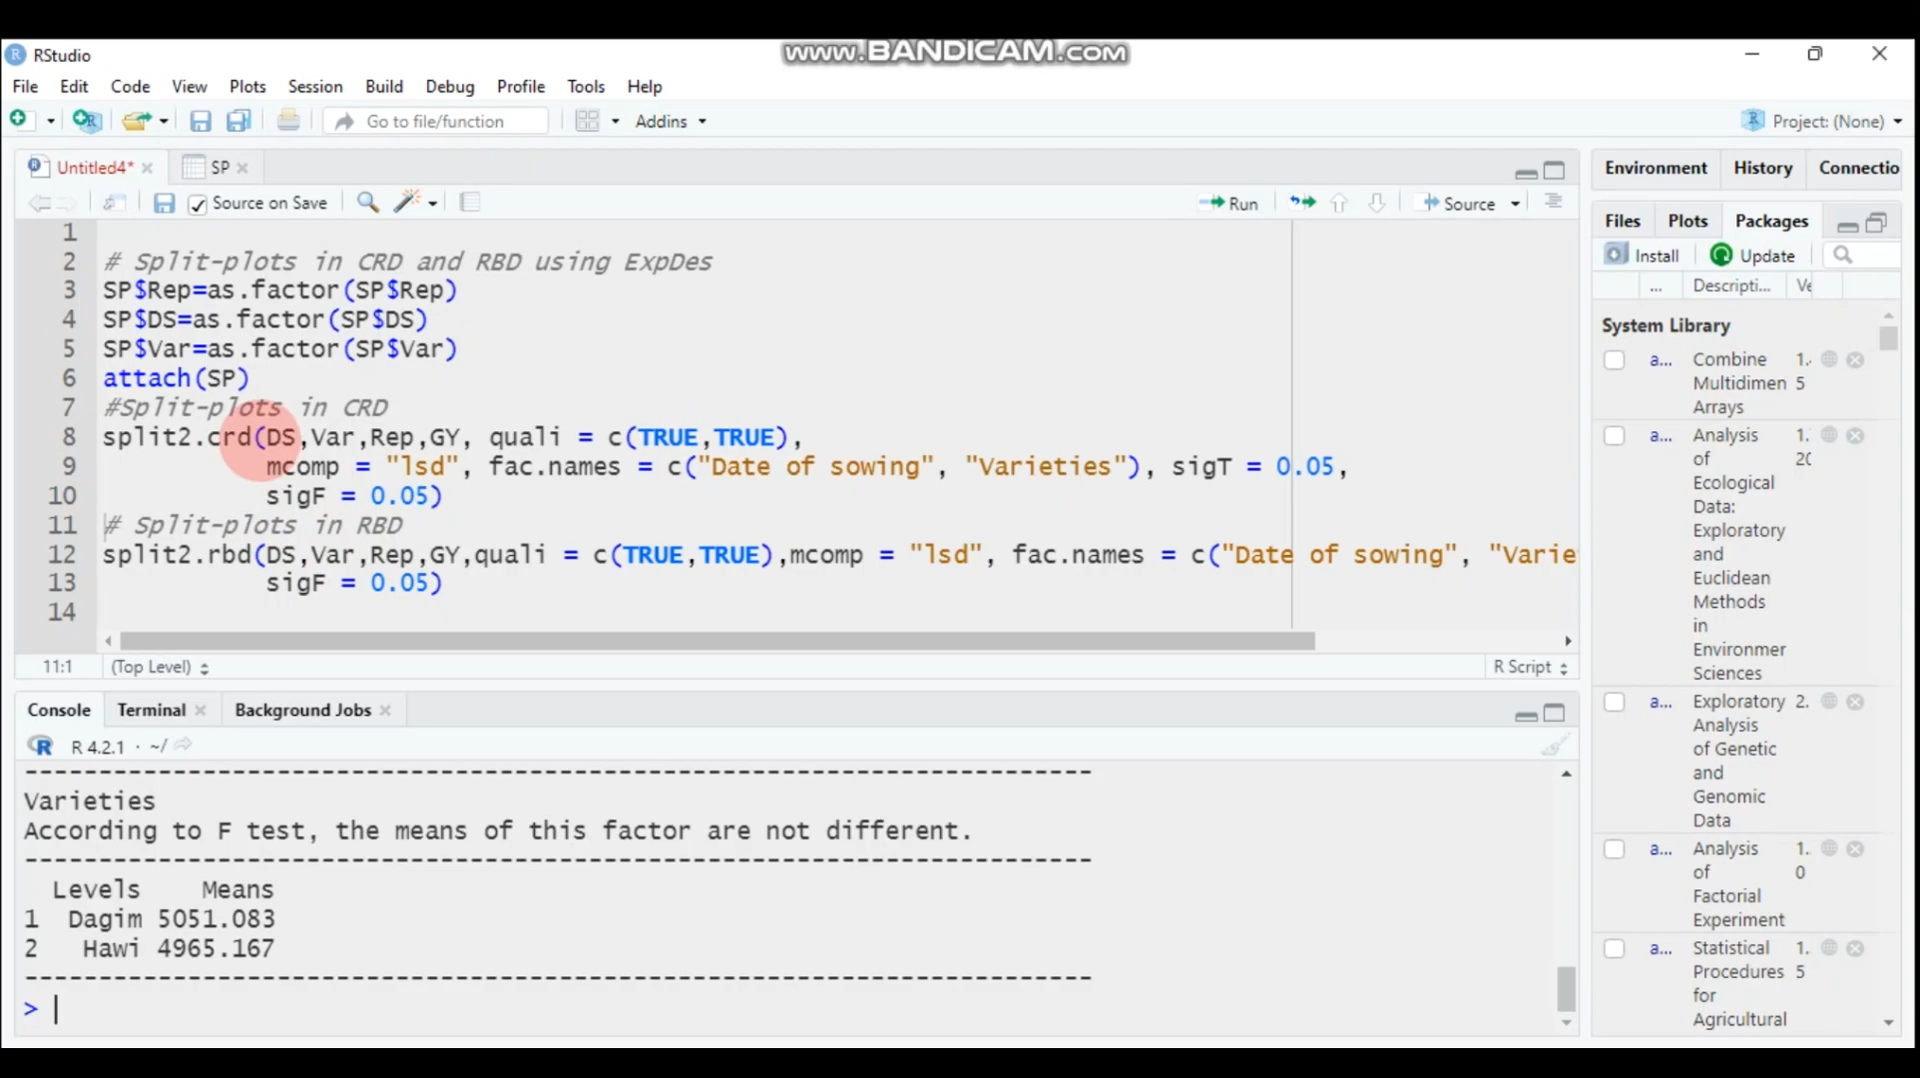 www.BANDICAM.com
RStudio
File Edit Code View Plots Session Build Debug Profile Tools Help
Go to file/function Addins Project: (None)
Untitled4* SP
Source on Save Run Source
1
2 # Split-plots in CRD and RBD using ExpDes
3 SP$Rep=as.factor(SP$Rep)
4 SP$DS=as.factor(SP$DS)
5 SP$Var=as.factor(SP$Var)
6 attach(SP)
7 #Split-plots in CRD
8 split2.crd(DS,Var,Rep,GY, quali = c(TRUE,TRUE),
9 mcomp = "lsd", fac.names = c("Date of sowing", "Varieties"), sigT = 0.05,
10 sigF = 0.05)
11 # Split-plots in RBD
12 split2.rbd(DS,Var,Rep,GY,quali = c(TRUE,TRUE),mcomp = "lsd", fac.names = c("Date of sowing", "Varie
13 sigF = 0.05)
14
11:1 (Top Level) R Script
Console Terminal Background Jobs
R 4.2.1 · ~/
--------------------------------------------------------------------------
Varieties
According to F test, the means of this factor are not different.
--------------------------------------------------------------------------
Levels Means
1 Dagim 5051.083
2 Hawi 4965.167
--------------------------------------------------------------------------
>
Environment History Connectio
Files Plots Packages
Install Update
... Descripti... Ve
System Library
a... Combine 1.
Multidimen 5
Arrays
a... Analysis 1.
of 20
Ecological
Data:
Exploratory
and
Euclidean
Methods
in
Environmer
Sciences
a... Exploratory 2.
Analysis
of Genetic
and
Genomic
Data
a... Analysis 1.
of 0
Factorial
Experiment
a... Statistical 1.
Procedures 5
for
Agricultural